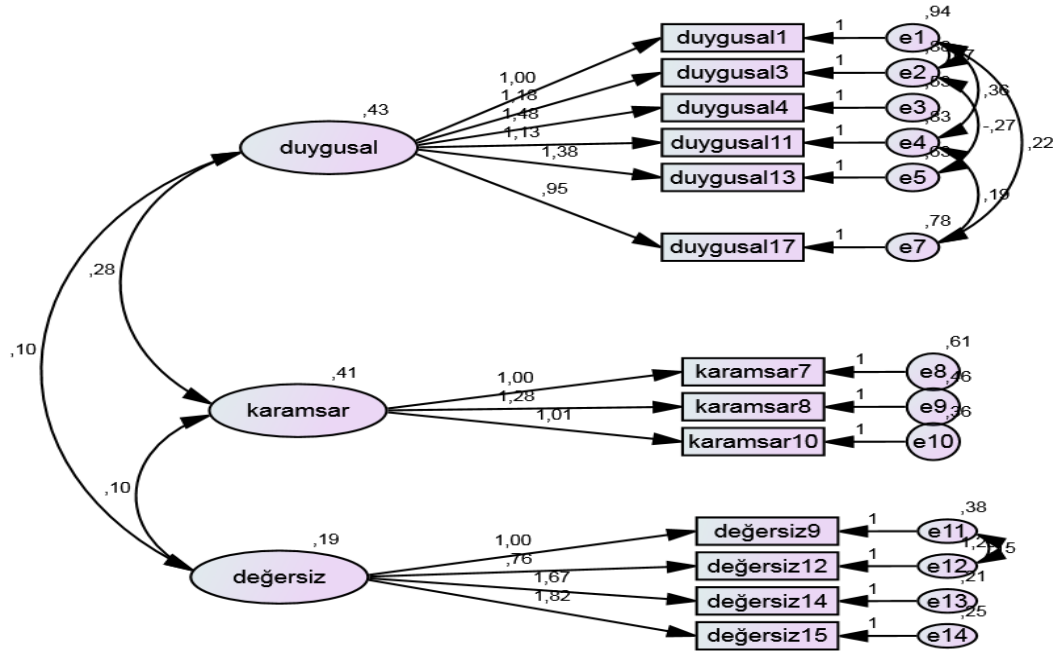 ,94
duygusal1
1
e1
1,00
duygusal3
1
e2
1,18
,36
,43
1,48
duygusal4
1
e3
,83
-,27
duygusal
1,13
duygusal11
1
e4
,22
1,38
duygusal13
1
e5
,95
,19
,78
duygusal17
1
e7
,28
,10
,61
,41
1,00
karamsar7
1
e8
,46
karamsar
1,28
karamsar8
1
e9
,36
1,01
karamsar10
1
e10
,10
,38
,19
1,00
değersiz9
1
e11
,76
değersiz12
1
e12
değersiz
1,67
,21
değersiz14
1
e13
1,82
,25
değersiz15
1
e14